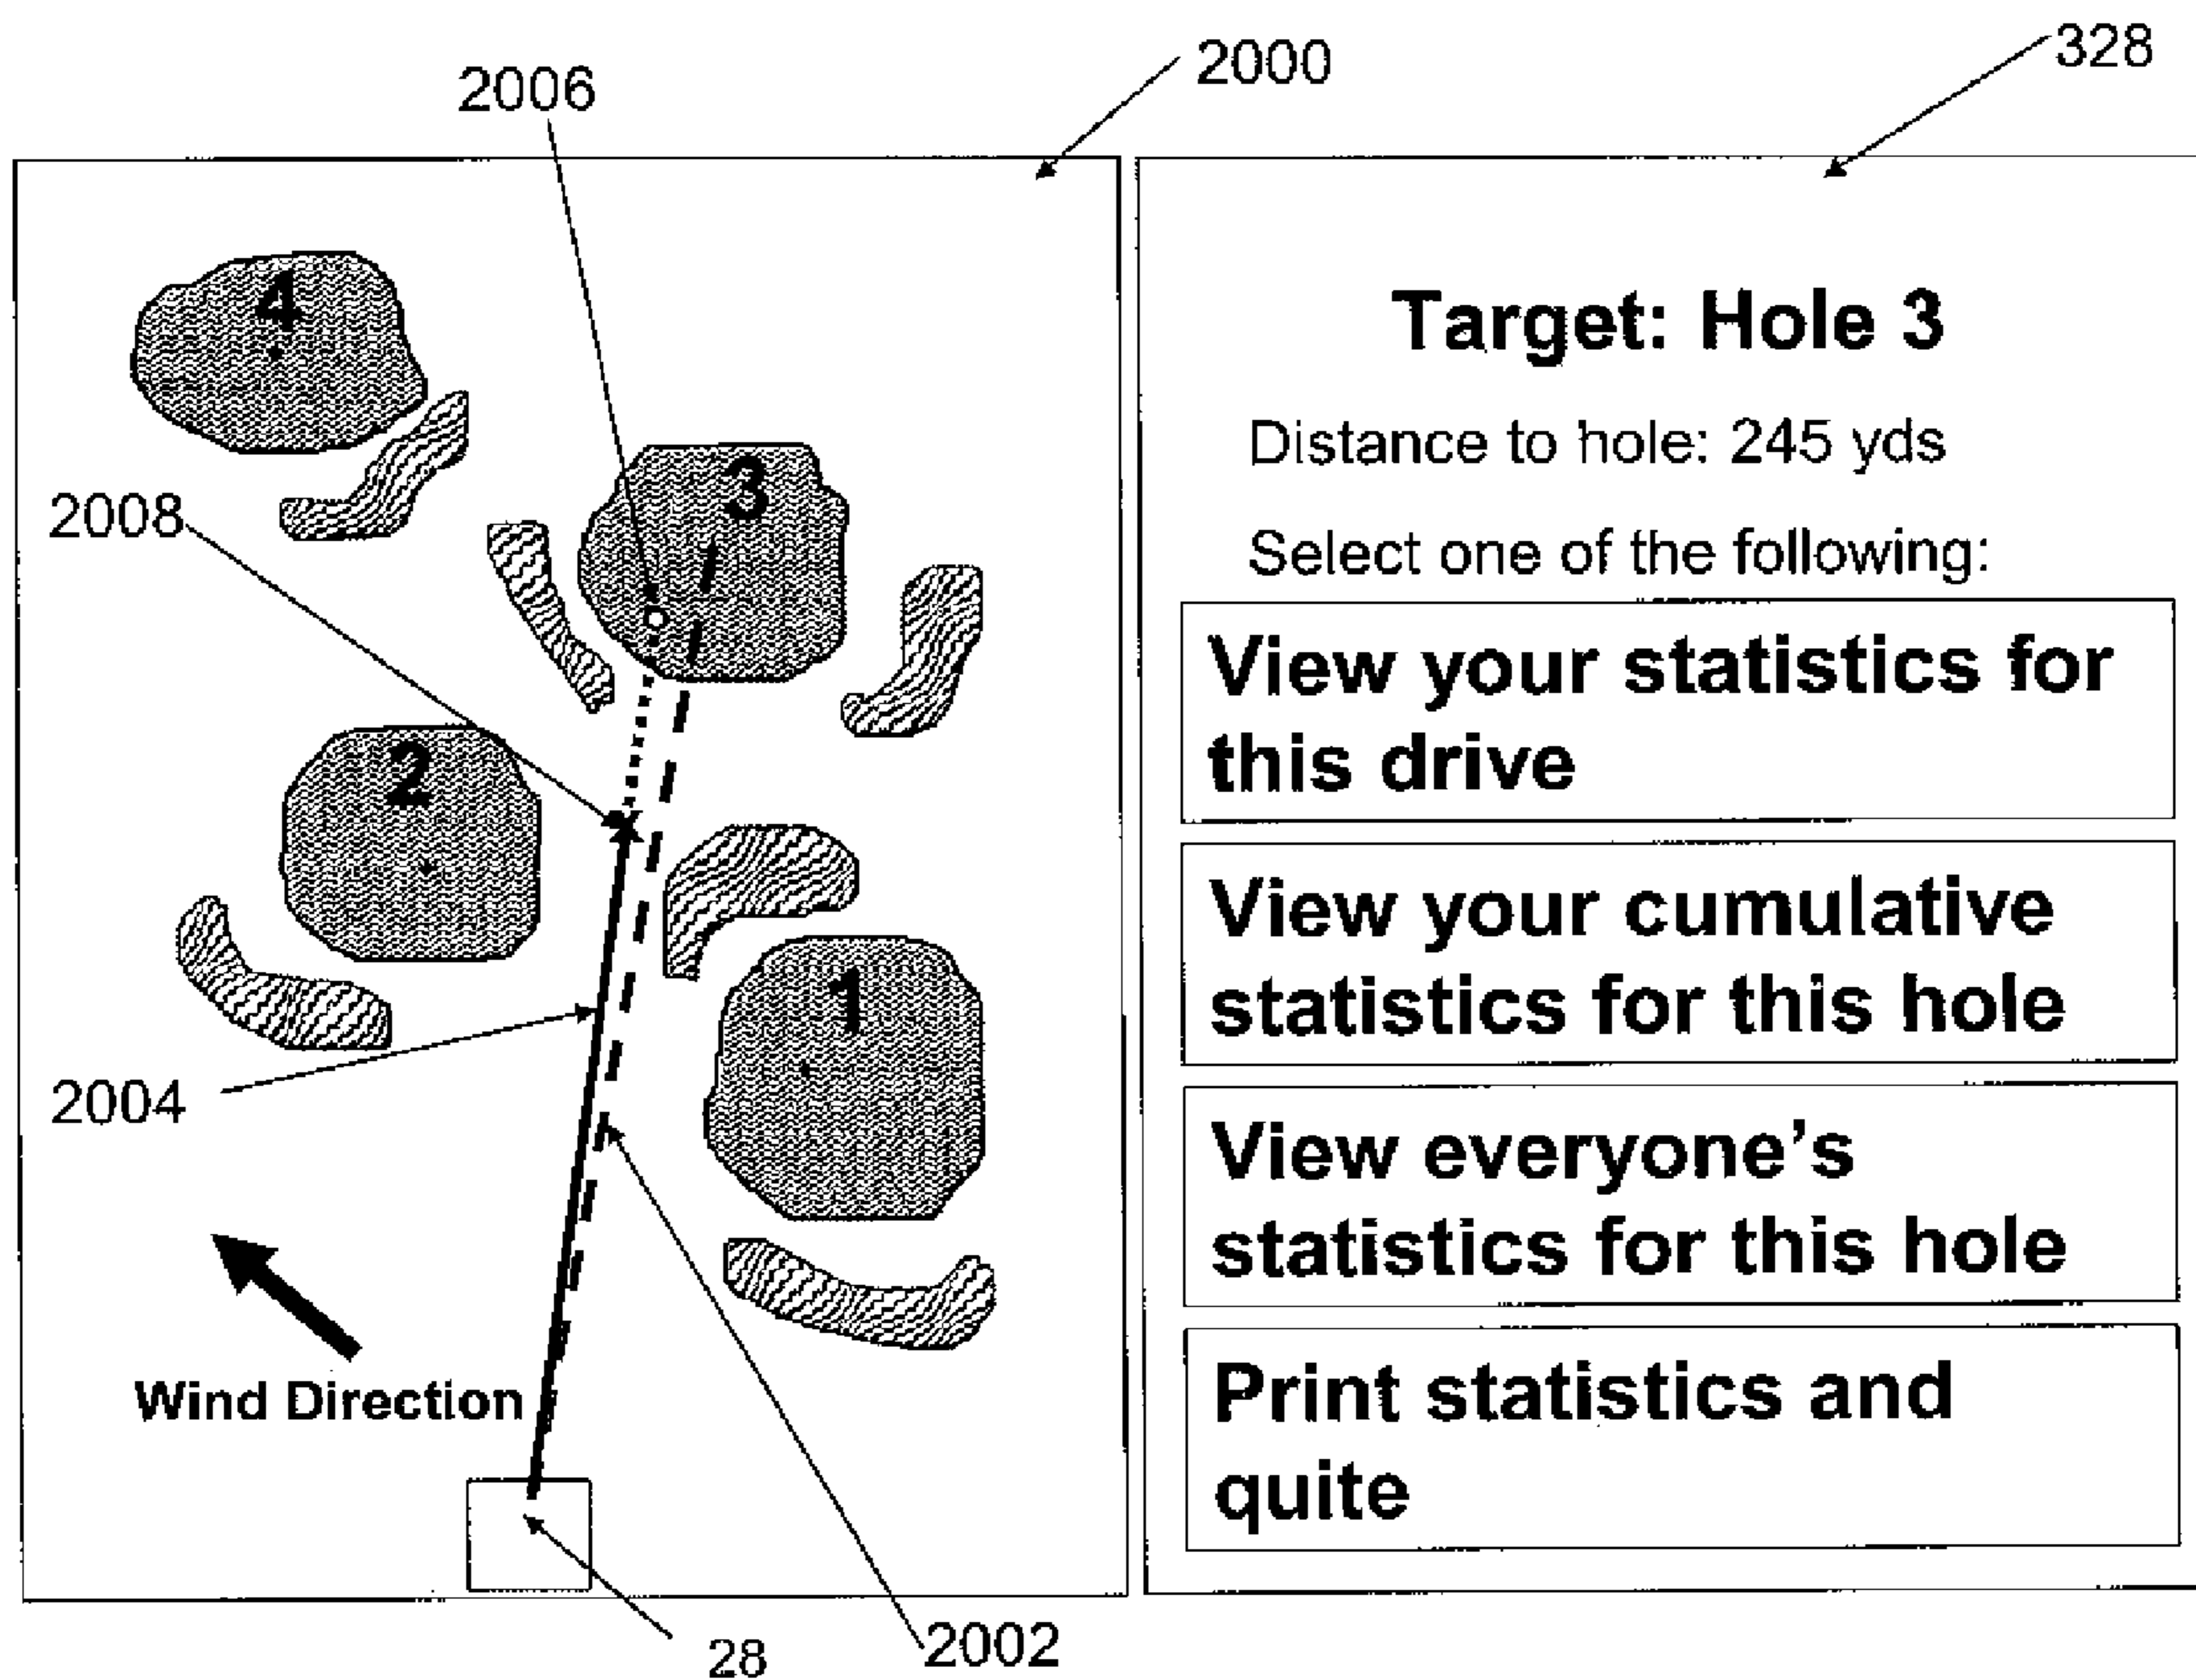 2000
328
2006
4
3
2008
2
1
2004
Wind Direction
28
2002
Target: Hole 3
Distance to hole: 245 yds
Select one of the following:
View your statistics for
this drive
View your cumulative
statistics for this hole
View everyone's
statistics for this hole
Print statistics and
quite